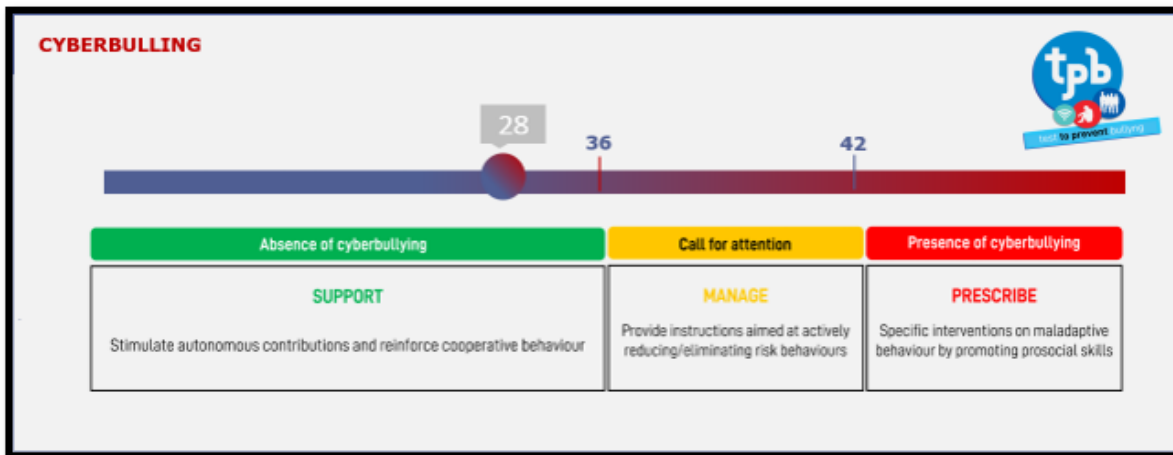 CYBERBULLING
tpb
test to prevent bullyng
28
36
42
Absence of cyberbullying
Call for attention
Presence of cyberbullying
SUPPORT
Stimulate autonomous contributions and reinforce cooperative behaviour
MANAGE
Provide instructions aimed at actively
reducing/eliminating risk behaviours
PRESCRIBE
Specific interventions on maladaptive
behaviour by promoting prosocial skills